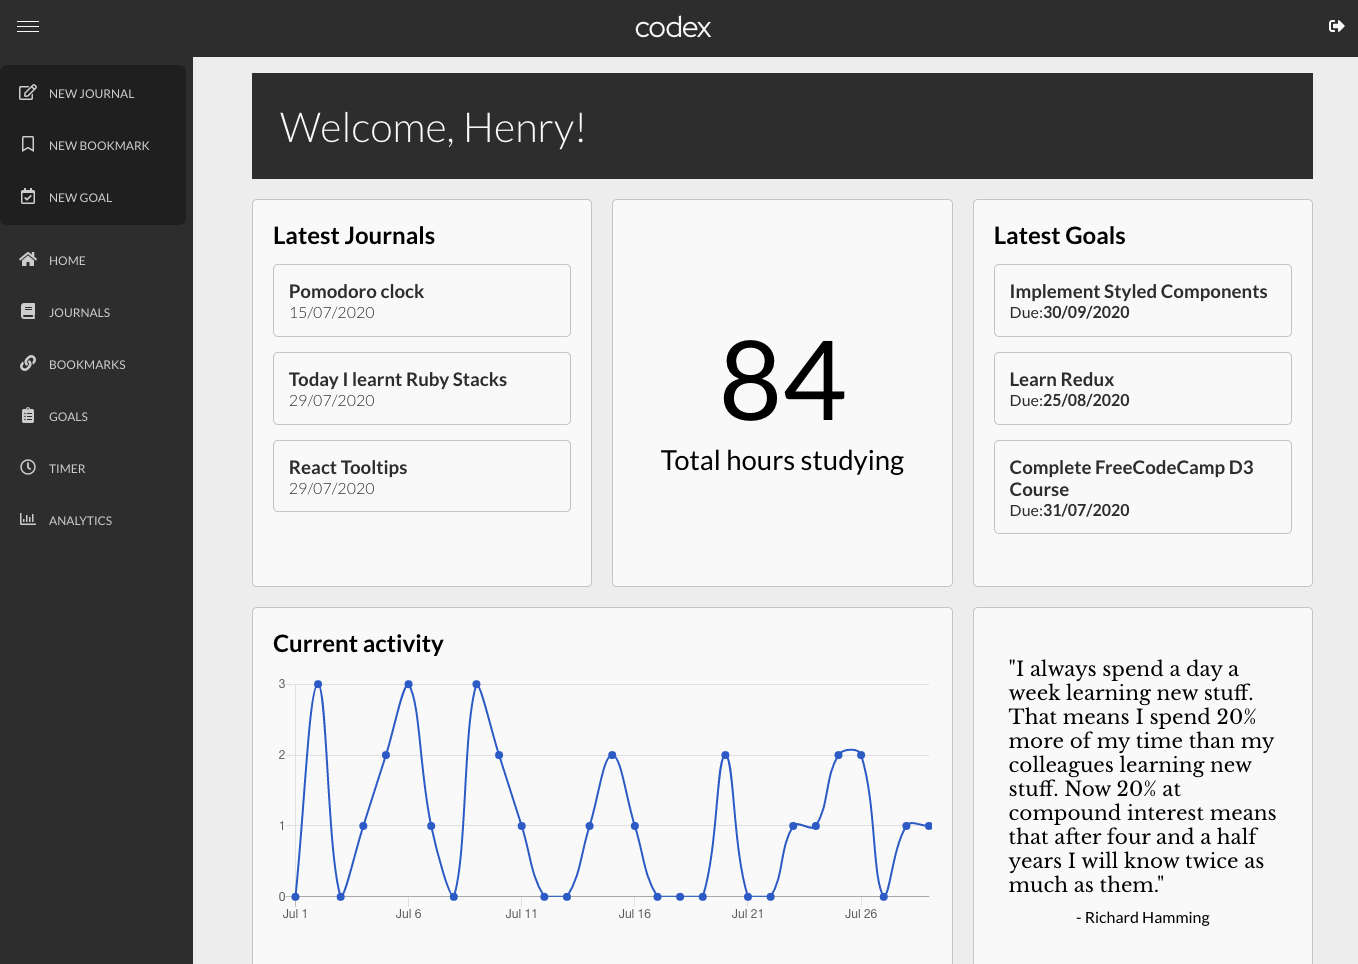 codex
NEW JOURNAL
NEW BOOKMARK
NEW GOAL
HOME
JOURNALS
BOOKMARKS
GOALS
TIMER
ANALYTICS
Welcome, Henry!
Latest Journals
Pomodoro clock
15/07/2020
Today I learnt Ruby Stacks
29/07/2020
React Tooltips
29/07/2020
84
Total hours studying
Latest Goals
Implement Styled Components
Due:30/09/2020
Learn Redux
Due:25/08/2020
Complete FreeCodeCamp D3
Course
Due:31/07/2020
Current activity
3
2
1
0
Jul 1 Jul 6 Jul 11 Jul 16 Jul 21 Jul 26
"I always spend a day a
week learning new stuff.
That means I spend 20%
more of my time than my
colleagues learning new
stuff. Now 20% at
compound interest means
that after four and a half
years I will know twice as
much as them."
- Richard Hamming